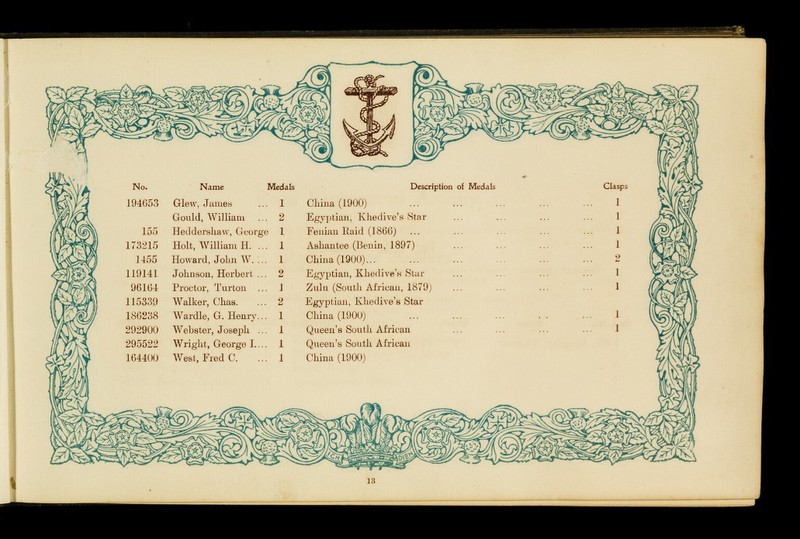 No. Name Medals Description of Medals Clasps
194653 Glew, James ... 1 China (1900) ... ... ... ... ... 1
Gould, William ... 2 Egyptian, Khedive's Star ... ... ... ... 1
155 Heddershaw, George 1 Fenian Raid (1866) ... ... ... ... ... 1
173215 Holt, William H. ... 1 Ashantee (Benin, 1897) ... ... ... ... 1
1455 Howard, John W. ... 1 China (1900)... ... ... ... ... ... 2
119141 Johnson, Herbert ... 2 Egyptian, Khedive's Star ... ... ... ... 1
96164 Proctor, Turton ... 1 Zulu (South African, 1879) ... ... ... ... 1
115339 Walker, Chas. ... 2 Egyptian, Khedive's Star
186238 Wardle, G. Henry... 1 China (1900) ... ... ... .. ... 1
292900 Webster, Joseph ... 1 Queen's South African ... ... ... ... 1
295522 Wright, George I.... 1 Queen's South African
164400 West, Fred C. ... 1 China (1900)
13